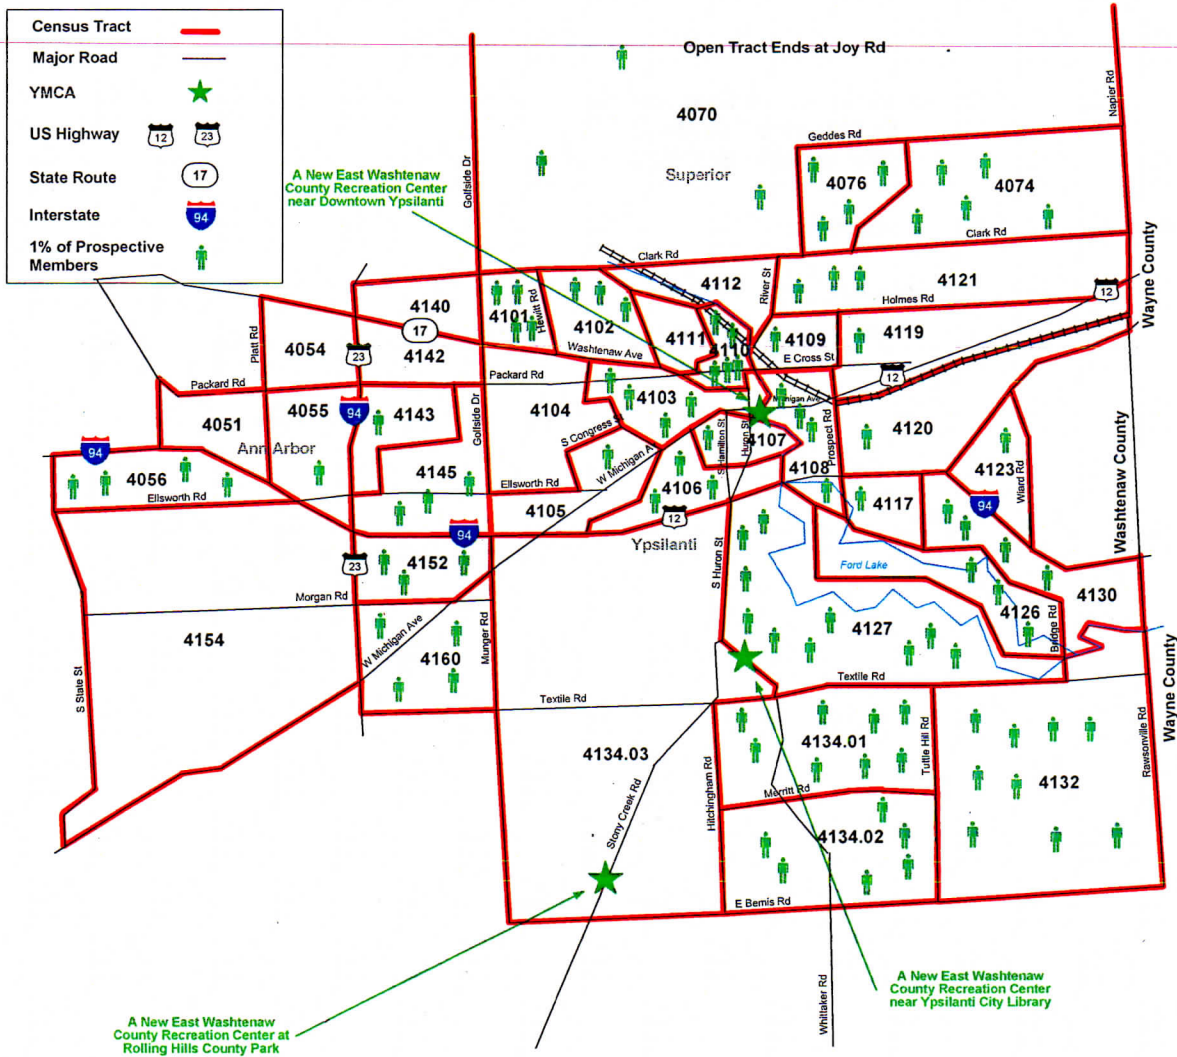 Census Tract
Major Road
YMCA
US Highway 12 23
State Route 17
Interstate 94
1% of Prospective
Members
Open Tract Ends at Joy Rd
Napier Rd
4070
Geddes Rd
Superior
A New East Washtenaw
County Recreation Center
near Downtown Ypsilanti
Golfside Dr
4076
4074
Clark Rd
Clark Rd
Wayne County
4112
River St
4121
12
Holmes Rd
4140
4101
Hewitt Rd
4102
4111
4110
4109
4119
17
Platt Rd
4054
23
4142
Washtenaw Ave
E Cross St
Packard Rd
Packard Rd
12
4051
4055
94
4143
Golfside Dr
4104
4103
Michigan Ave
S Congress St
S Hamilton St
Huron St
4107
Prospect Rd
4120
Ann Arbor
94
4056
4145
W Michigan Av
4106
4108
4123
Wiard Rd
Washtenaw County
Ellsworth Rd
Ellsworth Rd
4105
12
4117
94
94
Ypsilanti
23
4152
S Huron St
Ford Lake
4130
Morgan Rd
4126
Bridge Rd
4154
W Michigan Ave
4160
Munger Rd
4127
S State St
Textile Rd
Textile Rd
Wayne County
Rawsonville Rd
4134.03
4134.01
Tuttle Hill Rd
4132
Hitchingham Rd
Merritt Rd
Stony Creek Rd
4134.02
E Bemis Rd
A New East Washtenaw
County Recreation Center
near Ypsilanti City Library
Whittaker Rd
A New East Washtenaw
County Recreation Center at
Rolling Hills County Park